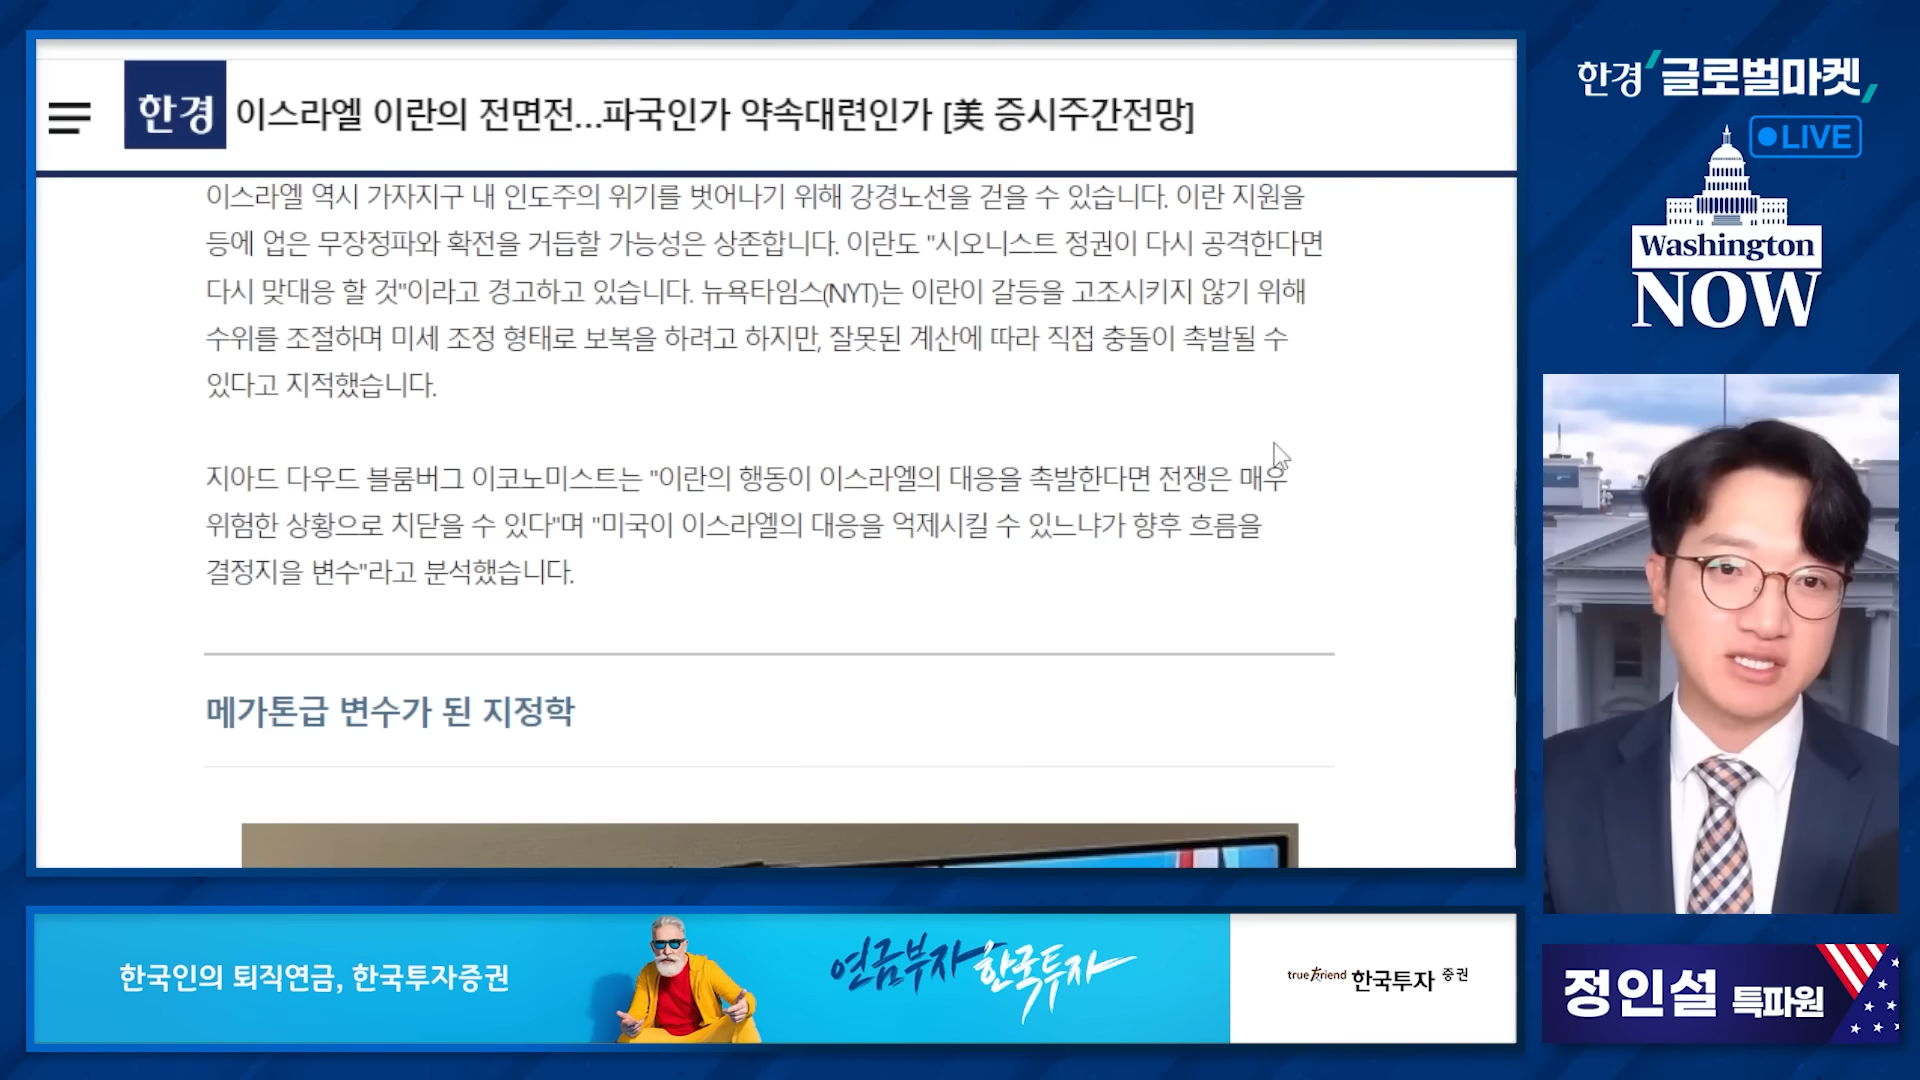 한경 이스라엘 이란의 전면전...파국인가 약속대련인가 [美 증시주간전망]
이스라엘 역시 가자지구 내 인도주의 위기를 벗어나기 위해 강경노선을 걷을 수 있습니다. 이란 지원을
등에 업은 무장정파와 확전을 거듭할 가능성은 상존합니다. 이란도 "시오니스트 정권이 다시 공격한다면
다시 맞대응 할 것"이라고 경고하고 있습니다. 뉴욕타임스(NYT)는 이란이 갈등을 고조시키지 않기 위해
수위를 조절하며 미세 조정 형태로 보복을 하려고 하지만, 잘못된 계산에 따라 직접 충돌이 촉발될 수
있다고 지적했습니다.
지아드 다우드 블룸버그 이코노미스트는 "이란의 행동이 이스라엘의 대응을 촉발한다면 전쟁은 매우
위험한 상황으로 치닫을 수 있다"며 "미국이 이스라엘의 대응을 억제시킬 수 있느냐가 향후 흐름을
결정지을 변수"라고 분석했습니다.
메가톤급 변수가 된 지정학
한경 글로벌마켓
LIVE
Washington
NOW
정인설 특파원
한국인의 퇴직연금, 한국투자증권
연금부자 한국투자
true friend 한국투자 증권